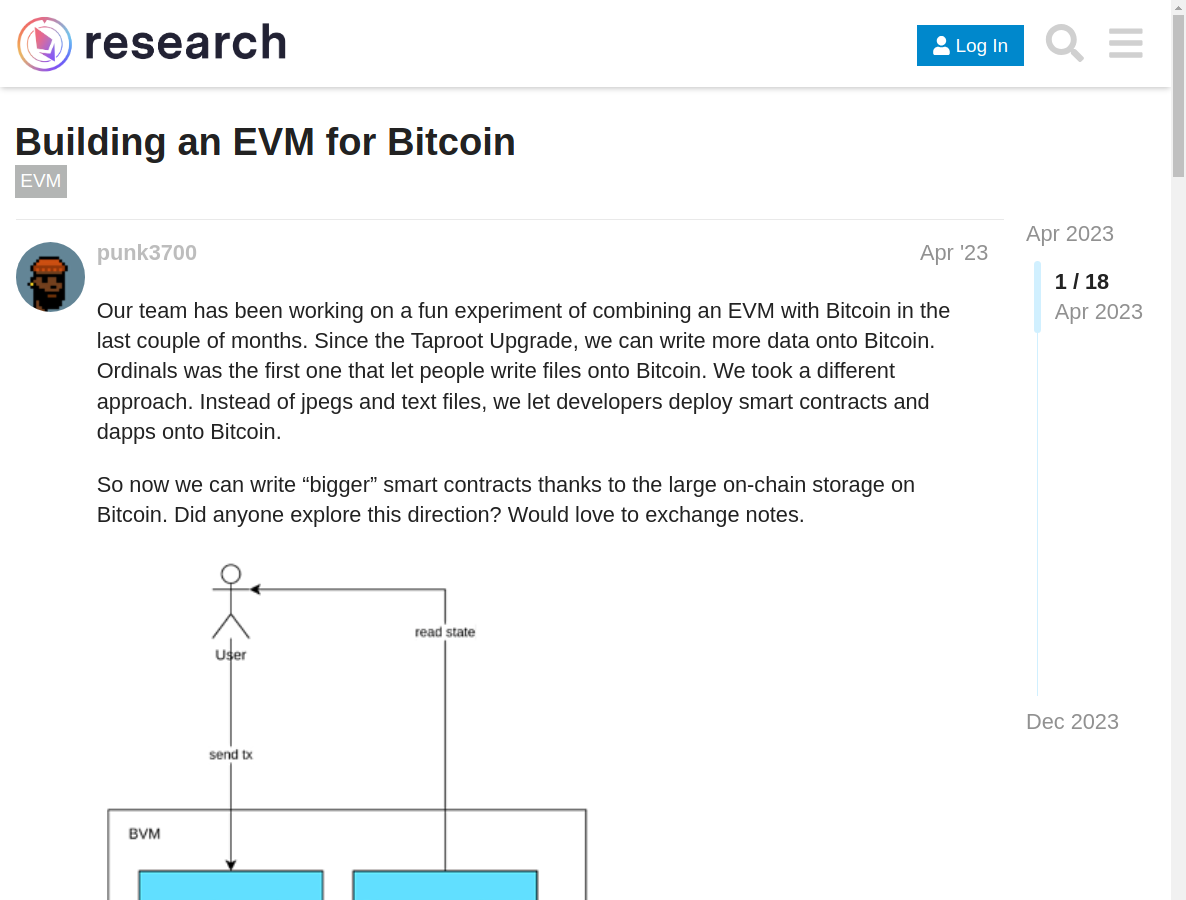 research
Log In
Building an EVM for Bitcoin
EVM
punk3700
Apr '23
Our team has been working on a fun experiment of combining an EVM with Bitcoin in the
last couple of months. Since the Taproot Upgrade, we can write more data onto Bitcoin.
Ordinals was the first one that let people write files onto Bitcoin. We took a different
approach. Instead of jpegs and text files, we let developers deploy smart contracts and
dapps onto Bitcoin.
So now we can write “bigger” smart contracts thanks to the large on-chain storage on
Bitcoin. Did anyone explore this direction? Would love to exchange notes.
read state
User
send tx
BVM
Apr 2023
1 / 18
Apr 2023
Dec 2023